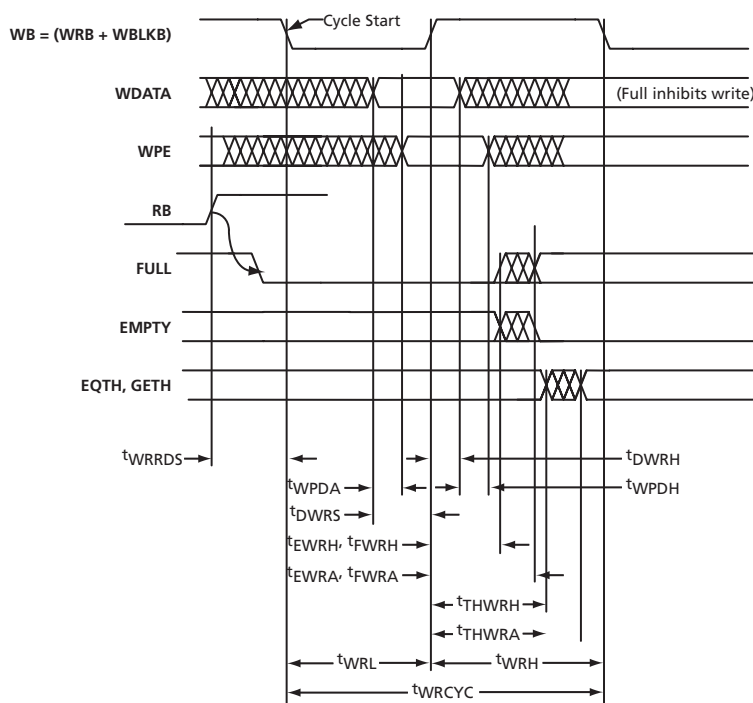 Cycle Start
WB = (WRB + WBLKB)
WDATA
(Full inhibits write)
WPE
RB
FULL
EMPTY
EQTH, GETH
tWRRDS
tDWRH
tWPDA
tWPDH
tDWRS
tEWRH, tFWRH
tEWRA, tFWRA
tTHWRH
tTHWRA
tWRL
tWRH
tWRCYC